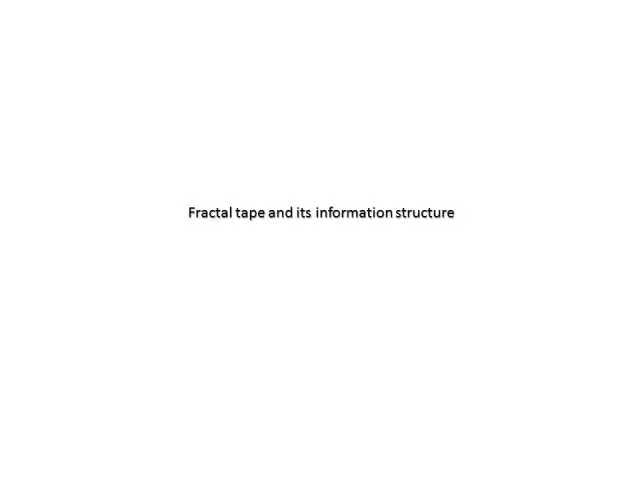 Fractal tape and its information structure